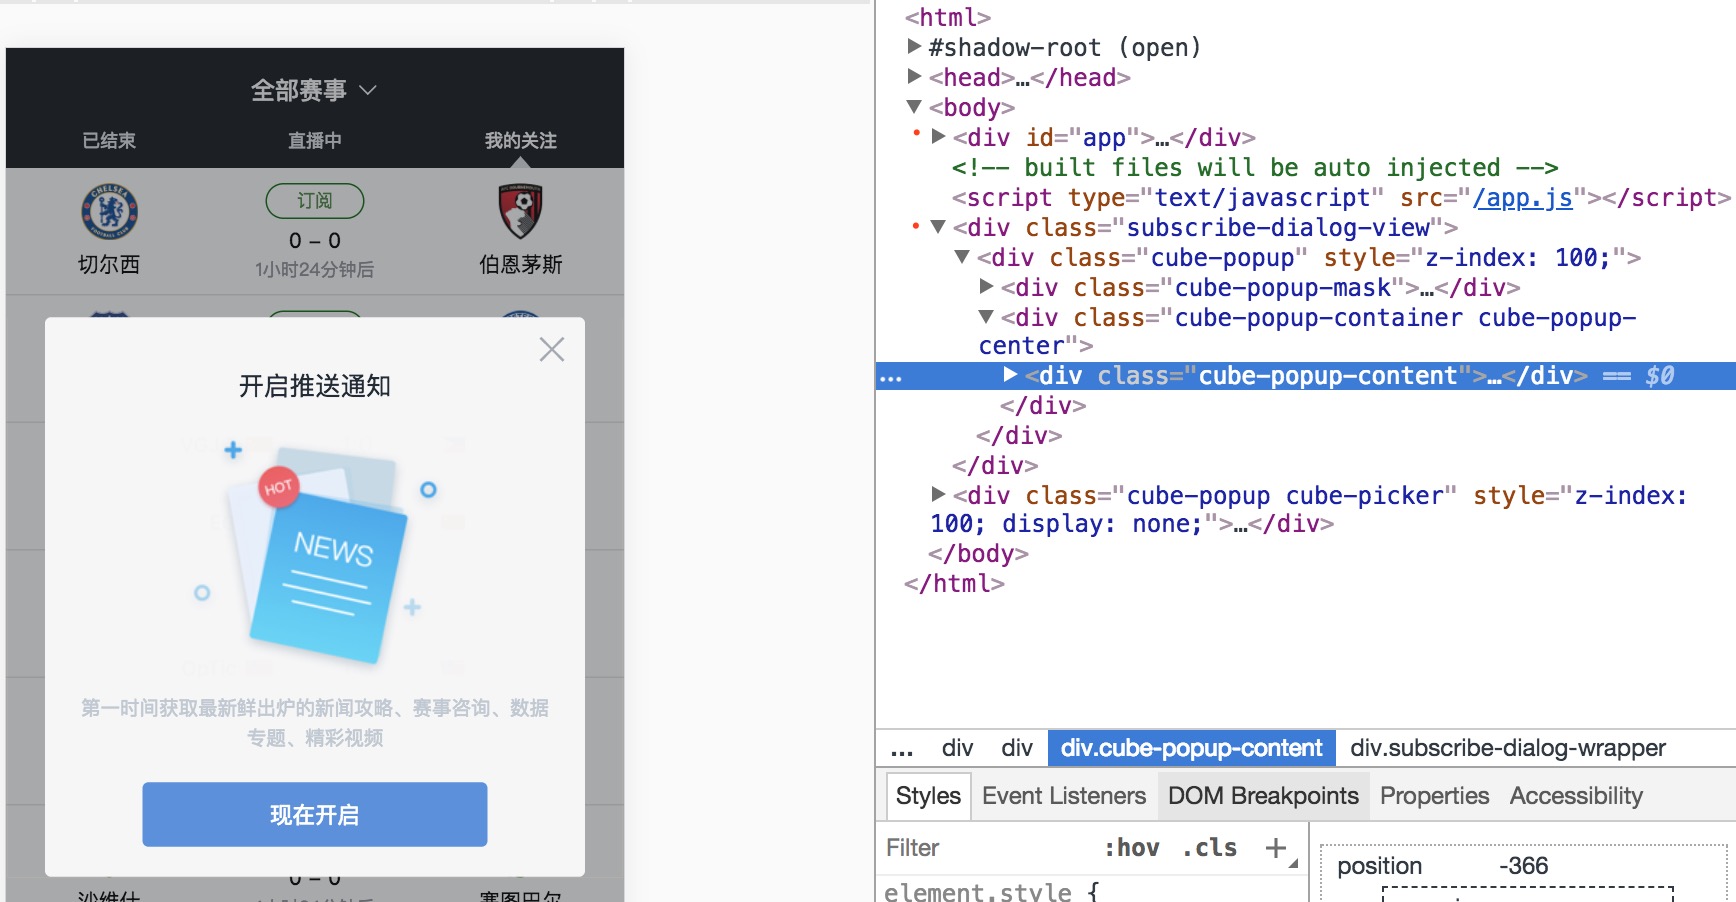 全部赛事
已结束
直播中
我的关注
CHELSEA
FOOTBALL CLUB
订阅
0 – 0
切尔西
1小时24分钟后
伯恩茅斯
开启推送通知
HOT
NEWS
第一时间获取最新鲜出炉的新闻攻略、赛事咨询、数据
专题、精彩视频
现在开启
0 – 0
沙维什
塞图巴尔
<html>
#shadow-root (open)
<head>…</head>
<body>
<div id="app">…</div>
<!-- built files will be auto injected -->
<script type="text/javascript" src="/app.js"></script>
<div class="subscribe-dialog-view">
<div class="cube-popup" style="z-index: 100;">
<div class="cube-popup-mask">…</div>
<div class="cube-popup-container cube-popup-
center">
… <div class="cube-popup-content">…</div> == $0
</div>
</div>
</div>
<div class="cube-popup cube-picker" style="z-index:
100; display: none;">…</div>
</body>
</html>
... div div div.cube-popup-content div.subscribe-dialog-wrapper
Styles Event Listeners DOM Breakpoints Properties Accessibility
Filter :hov .cls +
element.style {
position -366